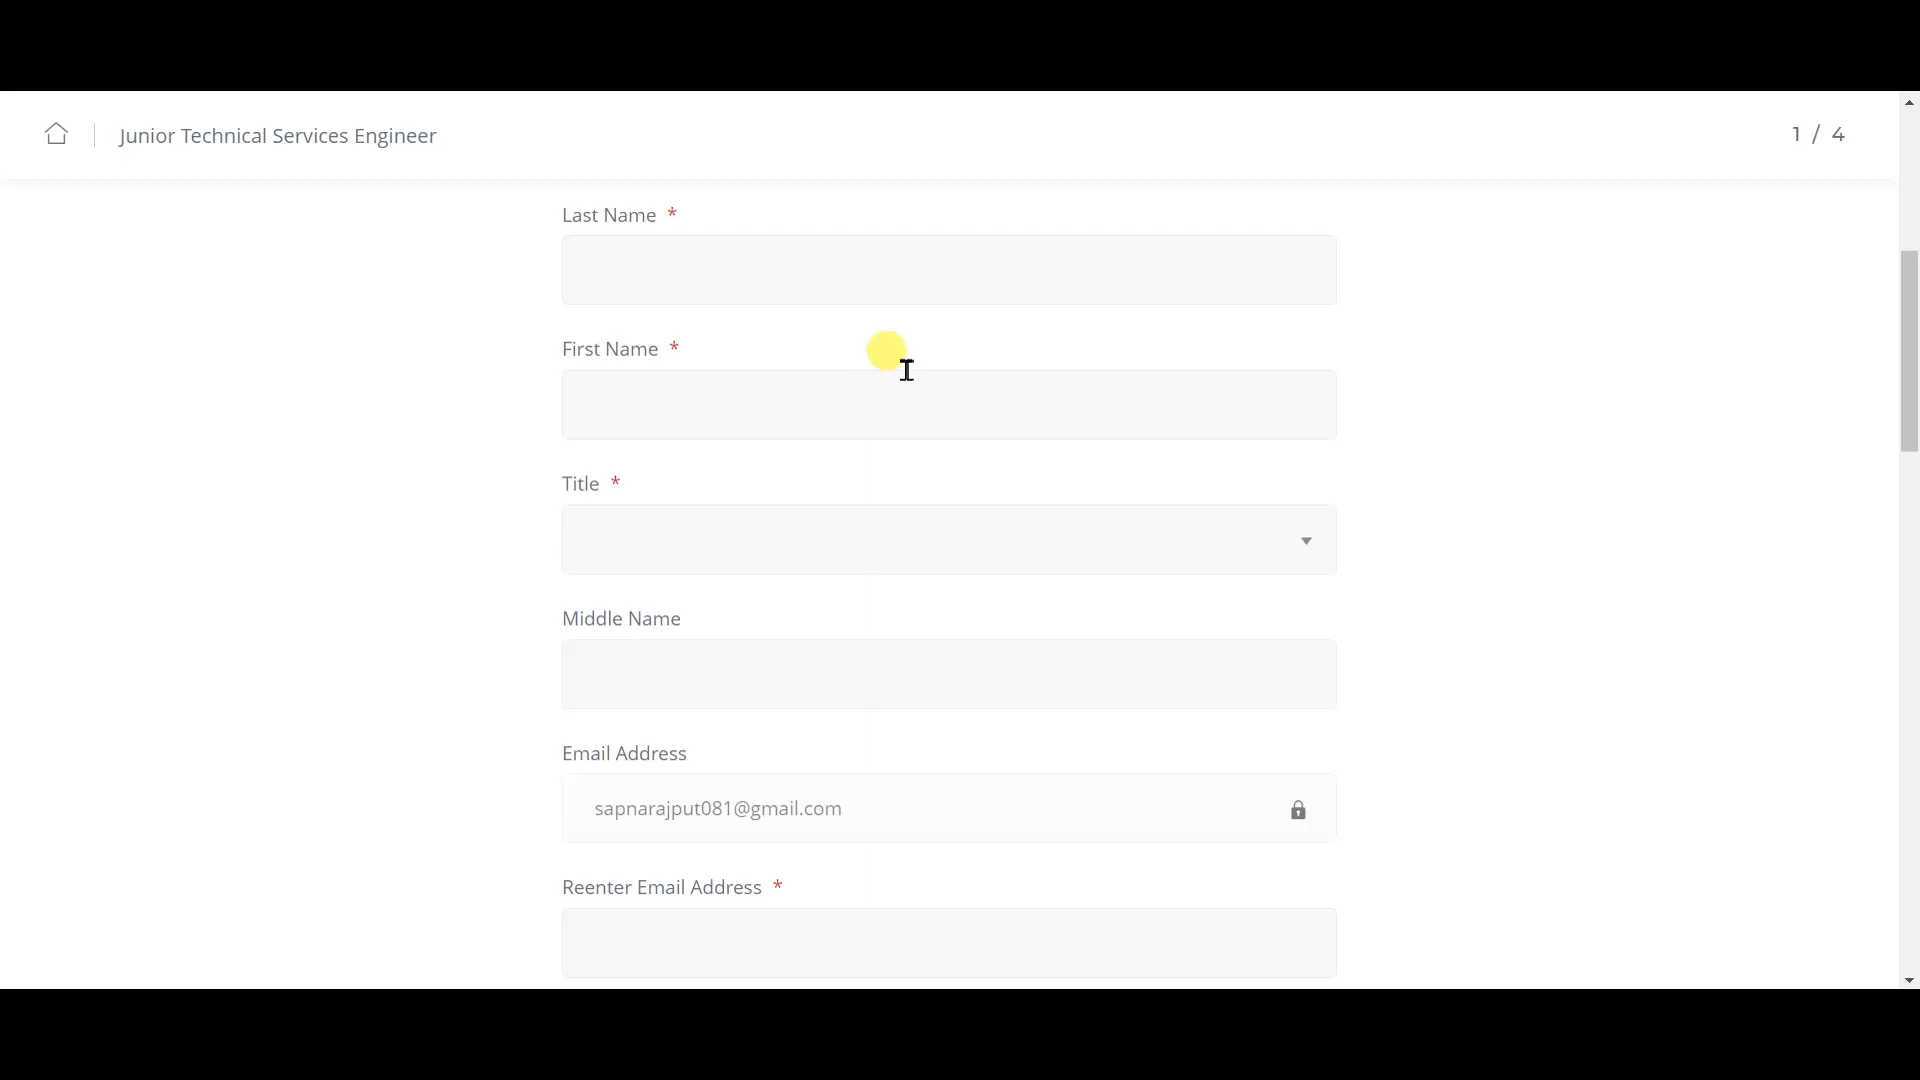 Junior Technical Services Engineer
1 / 4
Last Name *
First Name *
Title *
Middle Name
Email Address
sapnarajput081@gmail.com
Reenter Email Address *